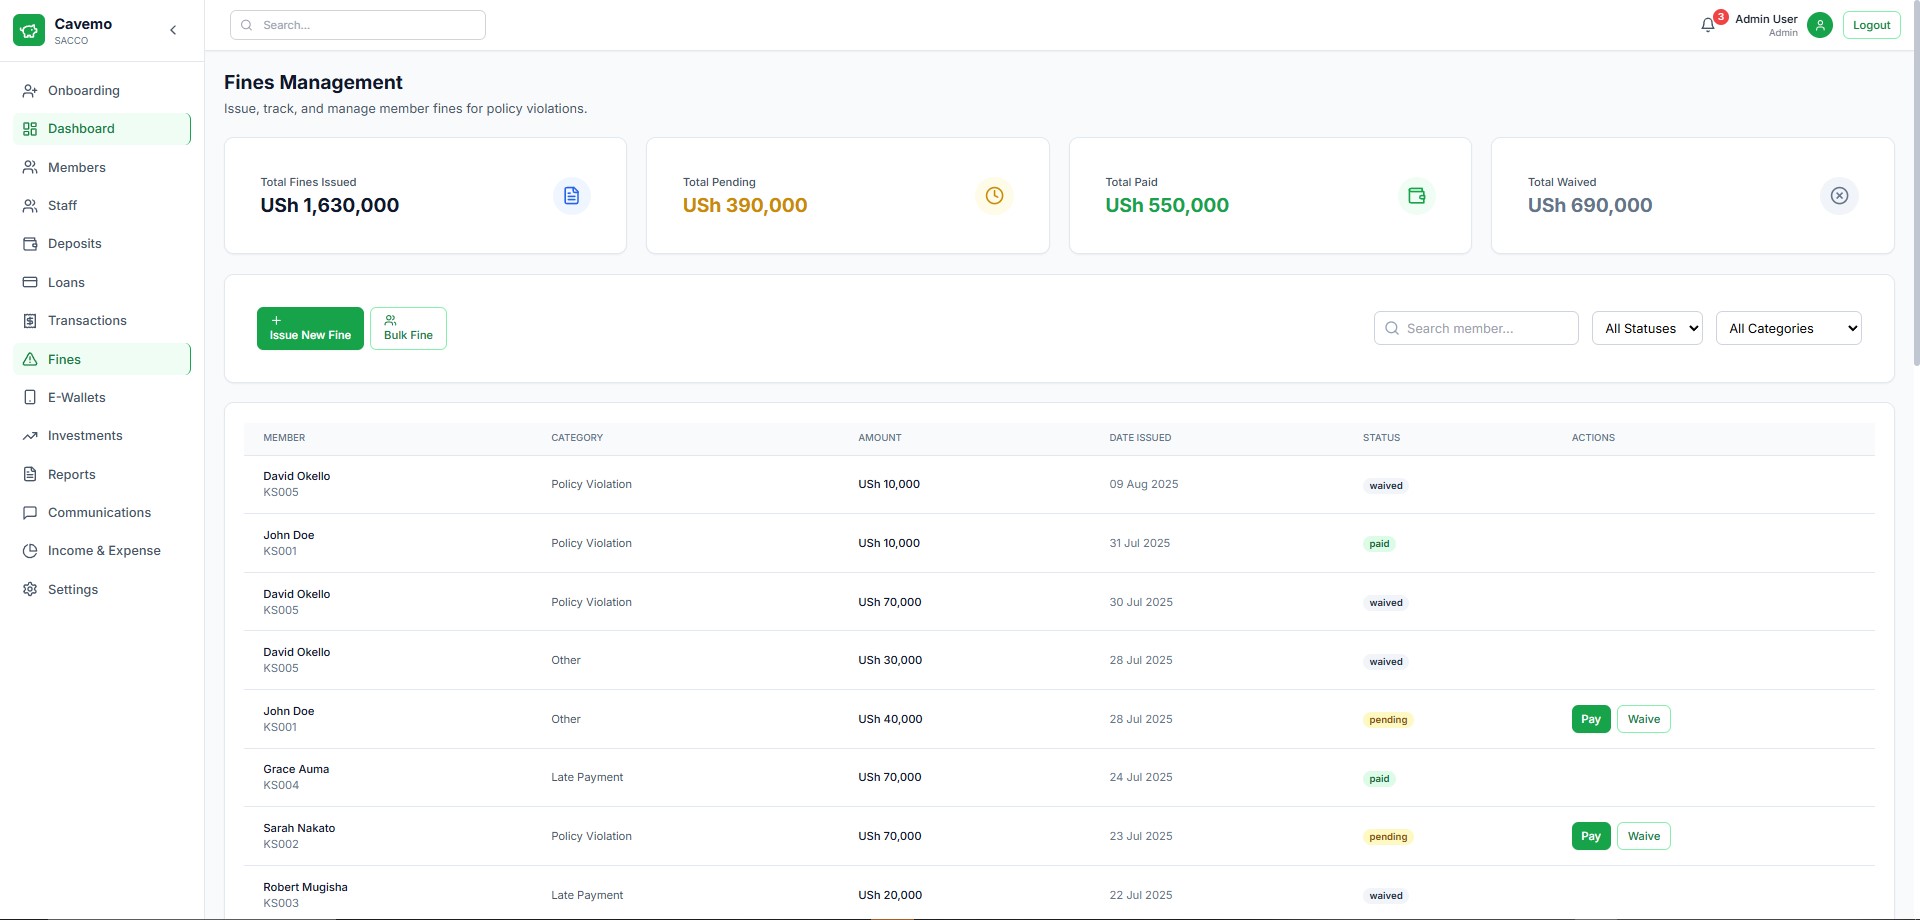 Cavemo
SACCO
Search...
3
Admin User
Admin
Logout
Onboarding
Dashboard
Members
Staff
Deposits
Loans
Transactions
Fines
E-Wallets
Investments
Reports
Communications
Income & Expense
Settings
Fines Management
Issue, track, and manage member fines for policy violations.
Total Fines Issued
USh 1,630,000
Total Pending
USh 390,000
Total Paid
USh 550,000
Total Waived
USh 690,000
Issue New Fine
Bulk Fine
Search member...
All Statuses
All Categories
MEMBER CATEGORY AMOUNT DATE ISSUED STATUS ACTIONS
David Okello
KS005
Policy Violation USh 10,000 09 Aug 2025 waived
John Doe
KS001
Policy Violation USh 10,000 31 Jul 2025 paid
David Okello
KS005
Policy Violation USh 70,000 30 Jul 2025 waived
David Okello
KS005
Other USh 30,000 28 Jul 2025 waived
John Doe
KS001
Other USh 40,000 28 Jul 2025 pending Pay Waive
Grace Auma
KS004
Late Payment USh 70,000 24 Jul 2025 paid
Sarah Nakato
KS002
Policy Violation USh 70,000 23 Jul 2025 pending Pay Waive
Robert Mugisha
KS003
Late Payment USh 20,000 22 Jul 2025 waived